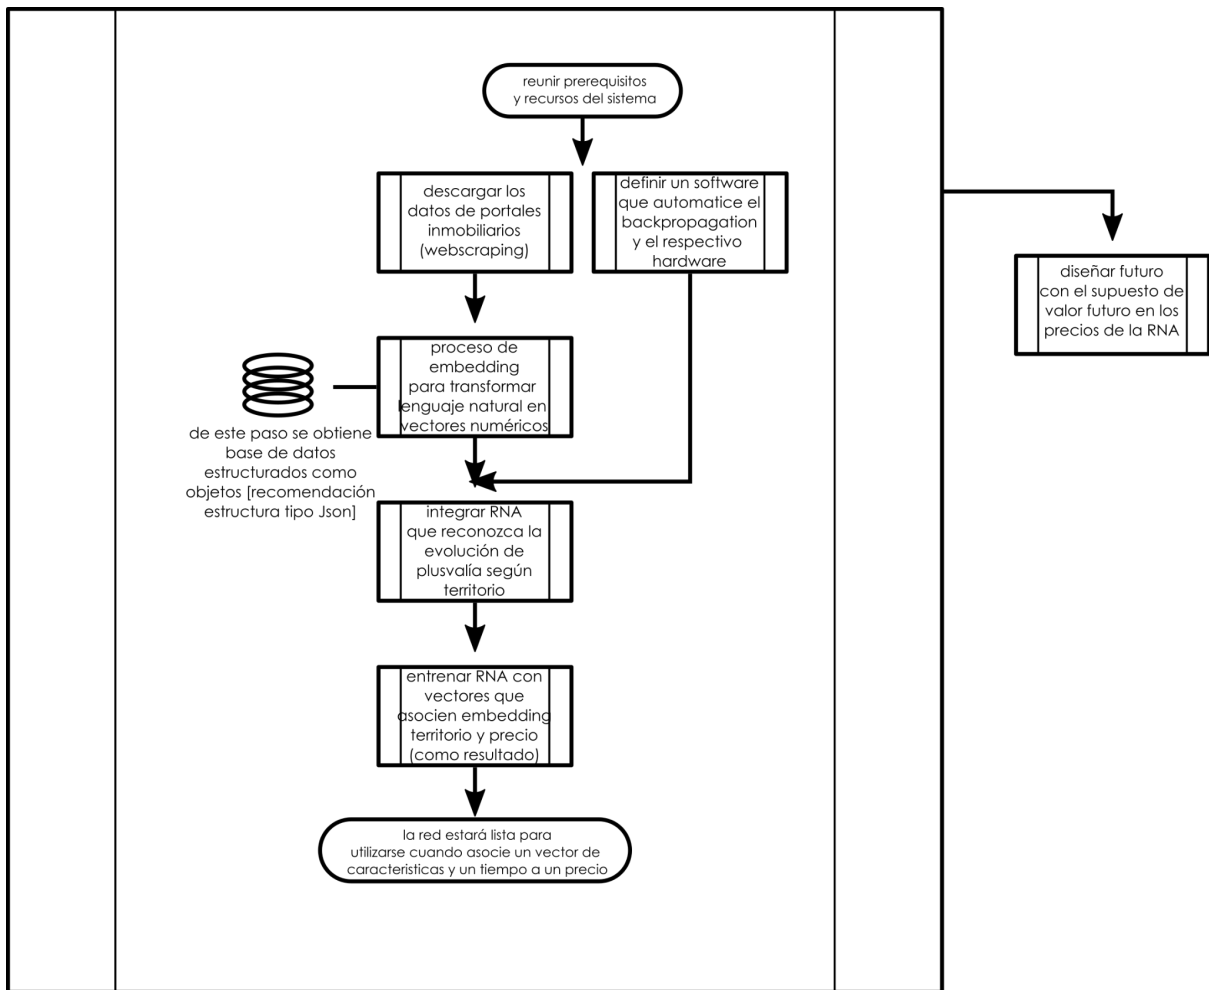 reunir prerequisitos
y recursos del sistema
descargar los
datos de portales
inmobiliarios
(webscraping)
definir un software
que automatice el
backpropagation
y el respectivo
hardware
diseñar futuro
con el supuesto de
valor futuro en los
precios de la RNA
proceso de
embedding
para transformar
lenguaje natural en
vectores numéricos
de este paso se obtiene
base de datos
estructurados como
objetos [recomendación
estructura tipo Json]
integrar RNA
que reconozca la
evolución de
plusvalía según
territorio
entrenar RNA con
vectores que
asocien embedding
territorio y precio
(como resultado)
la red estará lista para
utilizarse cuando asocie un vector de
caracteristicas y un tiempo a un precio